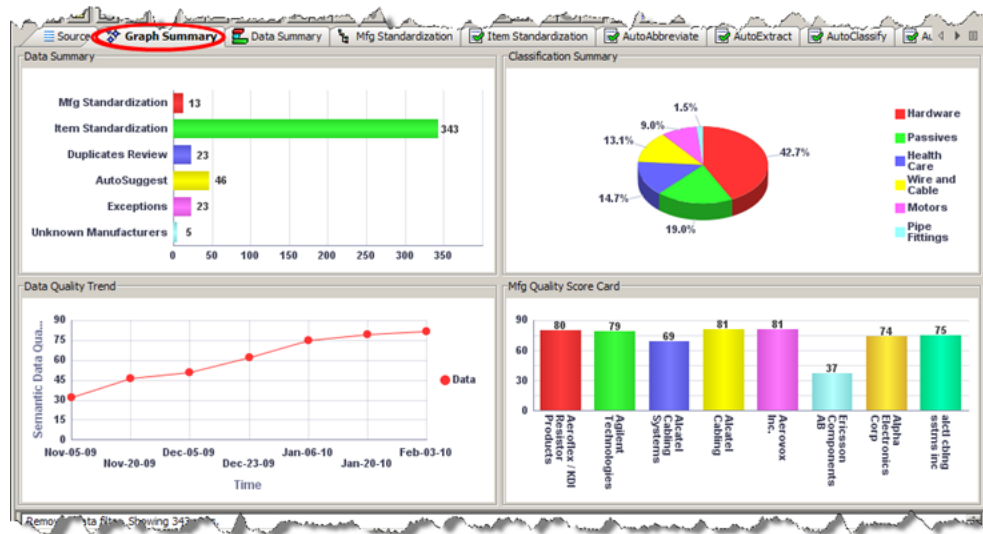 Source
Graph Summary
Data Summary
Mfg Standardization
Item Standardization
AutoAbbreviate
AutoExtract
AutoClassify
Data Summary
Mfg Standardization
13
Item Standardization
343
Duplicates Review
23
AutoSuggest
46
Exceptions
23
Unknown Manufacturers
5
0 50 100 150 200 250 300 350
Classification Summary
1.5%
9.0%
13.1%
42.7%
14.7%
19.0%
Hardware
Passives
Health
Care
Wire and
Cable
Motors
Pipe
Fittings
Data Quality Trend
90
75
60
45
30
15
0
Semantic Data Qua...
Nov-05-09
Nov-20-09
Dec-05-09
Dec-23-09
Jan-06-10
Jan-20-10
Feb-03-10
Time
Data
Mfg Quality Score Card
90
60
30
0
80
79
69
81
81
37
74
75
Aeroflex / KDI
Resistor
Products
Agilent
Technologies
Alcatel
Cabling
Systems
Alcatel
Cabling
Aerovox
Inc.
Ericsson
Components
AB
Alpha
Electronics
Corp
alctl cblng
sstms inc
Showing 343